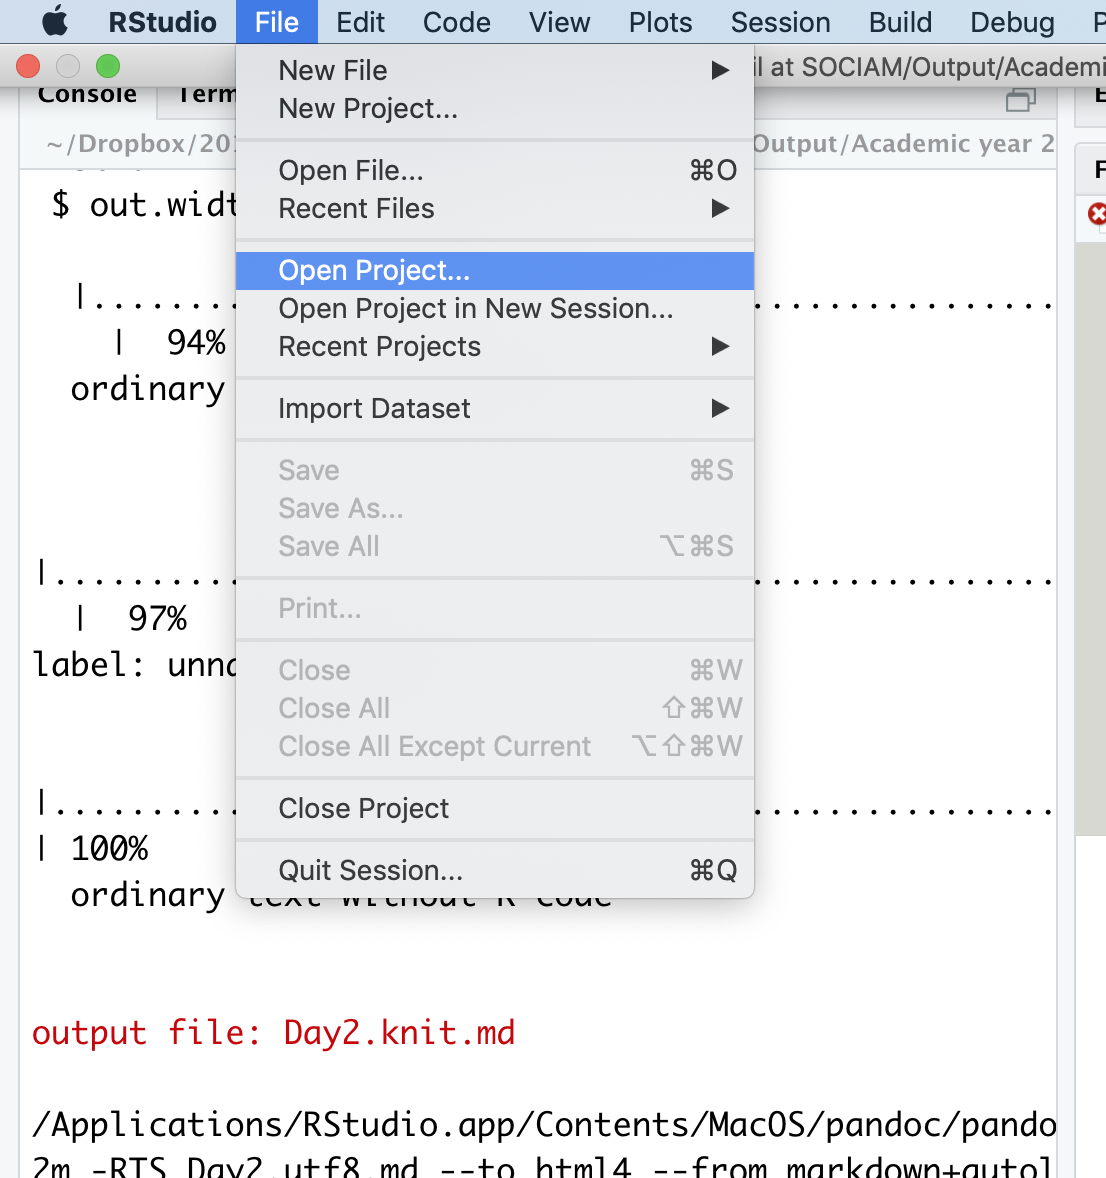 RStudio File Edit Code View Plots Session Build Debug
New File ▶
il at SOCIAM/Output/Academi
Console Term
New Project...
~/Dropbox/20
Output/Academic year 2
Open File... ⌘O
$ out.widt
Recent Files ▶
Open Project...
|........
....................
Open Project in New Session...
| 94%
Recent Projects ▶
ordinary
Import Dataset ▶
Save ⌘S
Save As...
Save All ⌥⌘S
|..........
................
Print...
| 97%
label: unna
Close ⌘W
Close All ⇧⌘W
Close All Except Current ⌥⇧⌘W
Close Project
|..........
................
| 100%
Quit Session... ⌘Q
ordinary text without R code
output file: Day2.knit.md
/Applications/RStudio.app/Contents/MacOS/pandoc/pando
2m -RTS Day2.utf8.md --to html4 --from markdown+autol